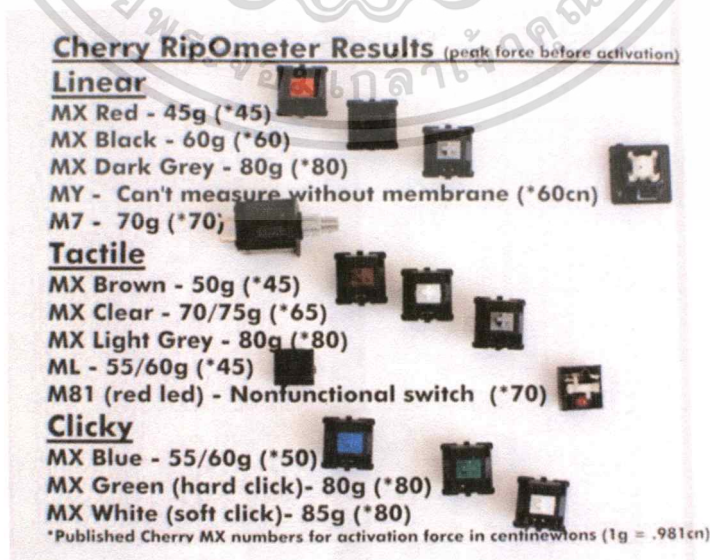 Cherry RipOmeter Results (peak force before activation)
Linear
MX Red - 45g (*45)
MX Black - 60g (*60)
MX Dark Grey - 80g (*80)
MY - Can't measure without membrane (*60cn)
M7 - 70g (*70)
Tactile
MX Brown - 50g (*45)
MX Clear - 70/75g (*65)
MX Light Grey - 80g (*80)
ML - 55/60g (*45)
M81 (red led) - Nonfunctional switch (*70)
Clicky
MX Blue - 55/60g (*50)
MX Green (hard click)- 80g (*80)
MX White (soft click)- 85g (*80)
*Published Cherry MX numbers for activation force in centinewtons (1g = .981cn)